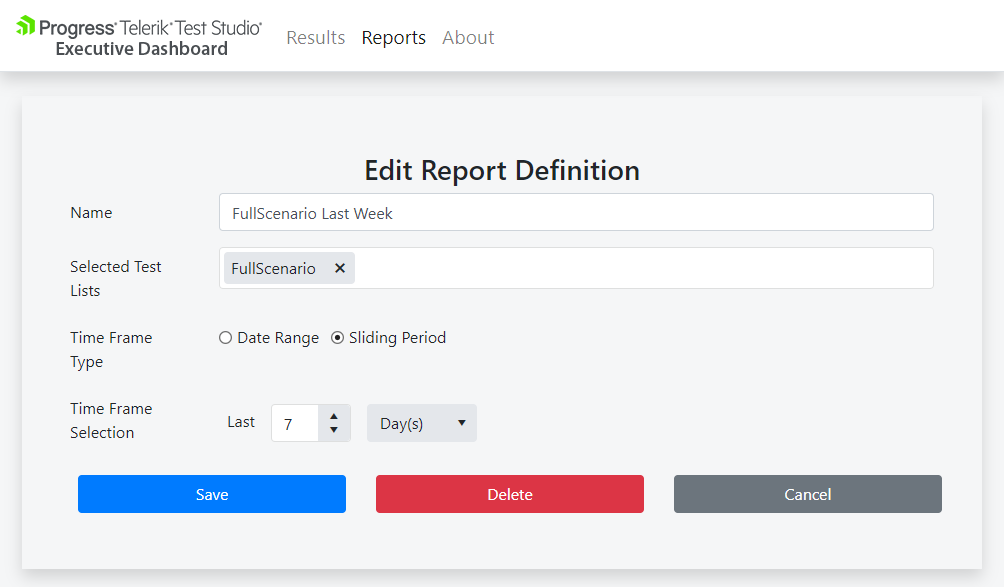 Progress® Telerik® Test Studio®
Executive Dashboard
Results Reports About
Edit Report Definition
Name
FullScenario Last Week
Selected Test
Lists
FullScenario ✕
Time Frame
Type
Date Range Sliding Period
Time Frame
Selection
Last 7 Day(s)
Save Delete Cancel